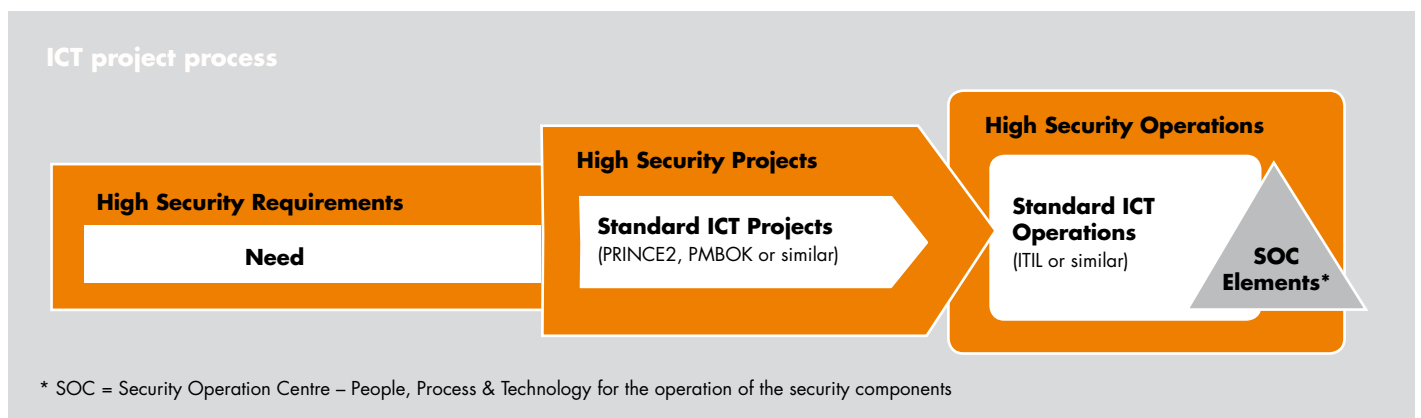 ICT project process
High Security Requirements
Need
High Security Projects
Standard ICT Projects
(PRINCE2, PMBOK or similar)
High Security Operations
Standard ICT
Operations
(ITIL or similar)
SOC
Elements*
* SOC = Security Operation Centre – People, Process & Technology for the operation of the security components